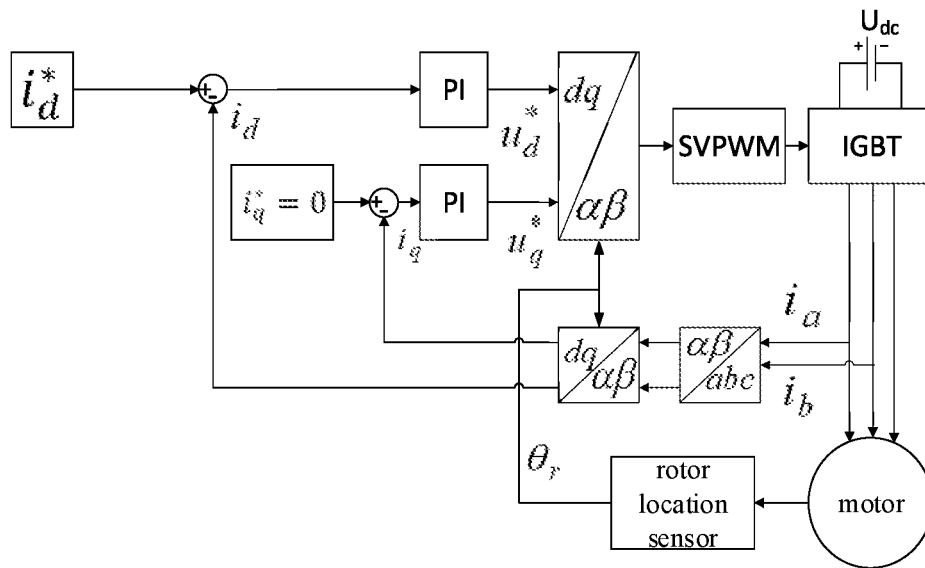 U_dc
+ −
i_d^*
+ -
i_d
PI
u_d^*
dq
αβ
SVPWM
IGBT
i_q^* = 0
+ -
i_q
PI
u_q^*
i_a
i_b
dq
αβ
αβ
abc
θ_r
rotor
location
sensor
motor